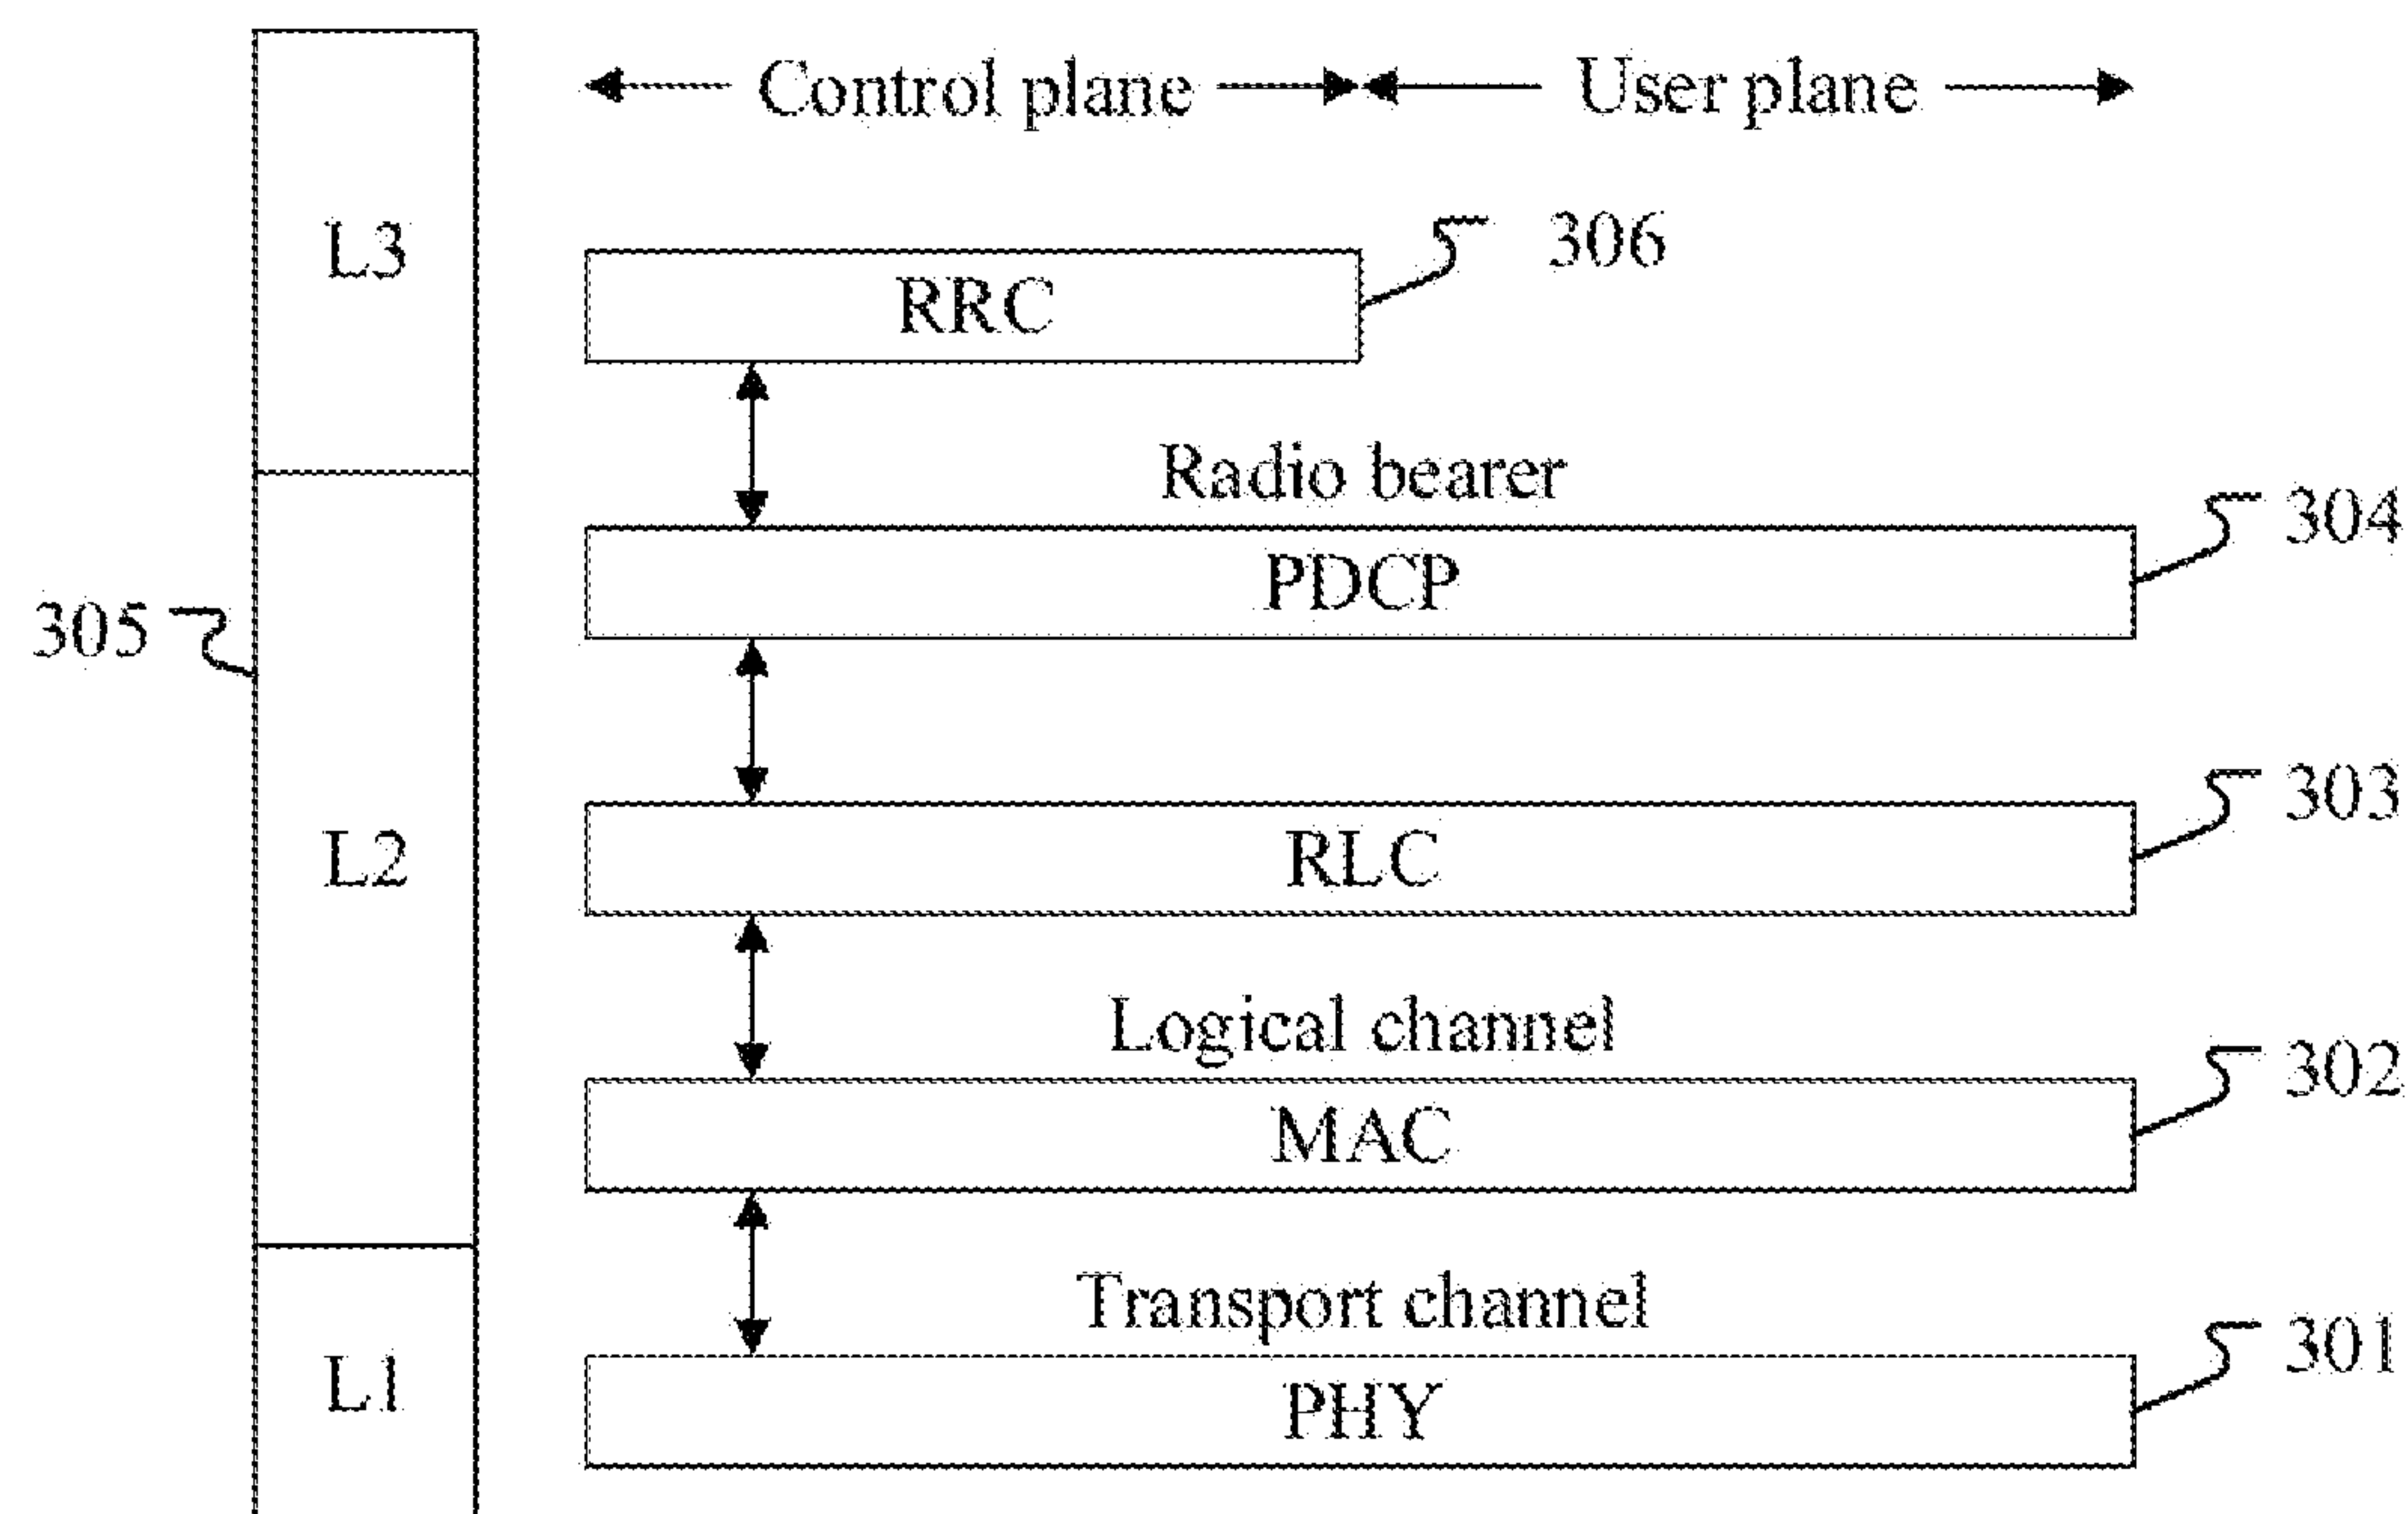 Control plane User plane
L3
RRC
306
Radio bearer
PDCP
304
305
RLC
303
L2
Logical channel
MAC
302
Transport channel
PHY
301
L1